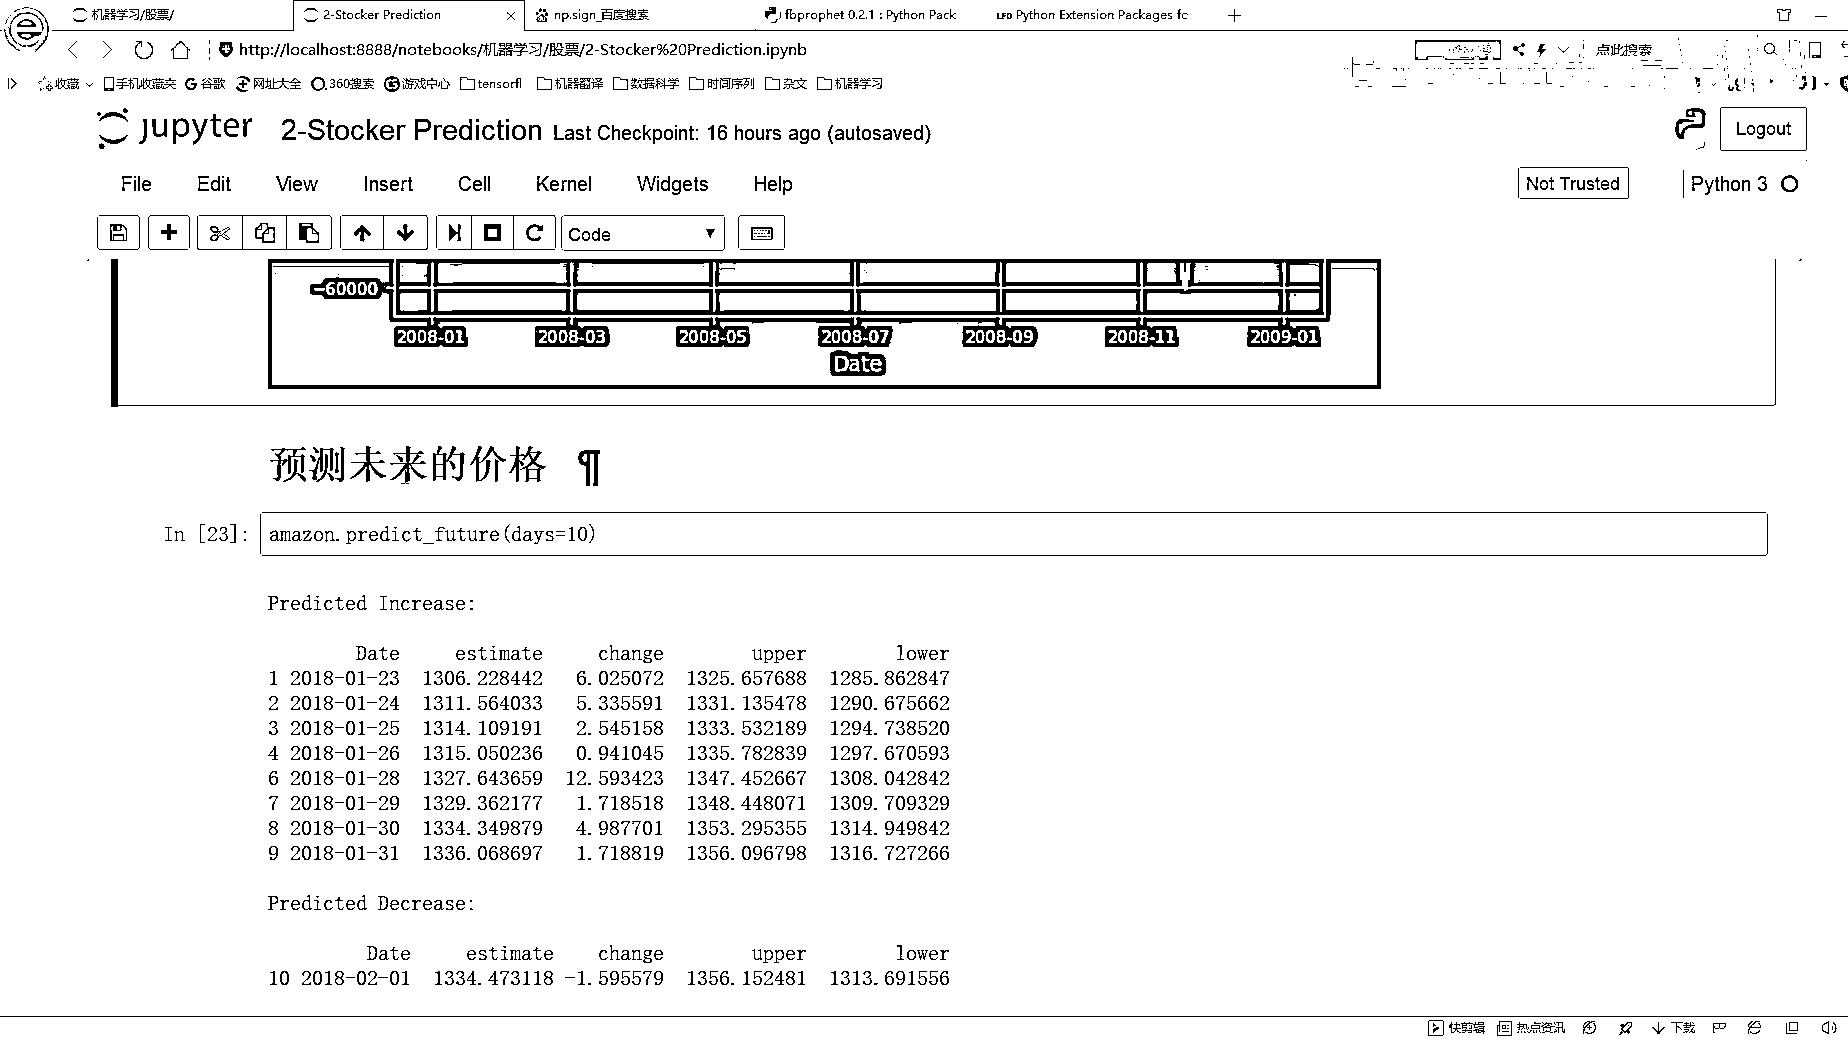 机器学习/股票/
2-Stocker Prediction
np.sign_百度搜索
fbprophet 0.2.1 : Python Pack
LFD Python Extension Packages fo
http://localhost:8888/notebooks/机器学习/股票/2-Stocker%20Prediction.ipynb
点此搜索
收藏 手机收藏夹 谷歌 网址大全 360搜索 游戏中心 tensorfl 机器翻译 数据科学 时间序列 杂文 机器学习
jupyter 2-Stocker Prediction Last Checkpoint: 16 hours ago (autosaved)
Logout
File Edit View Insert Cell Kernel Widgets Help
Not Trusted
Python 3
Code
-60000
2008-01 2008-03 2008-05 2008-07 2008-09 2008-11 2009-01
Date
预测未来的价格 ¶
In [23]: amazon.predict_future(days=10)
Predicted Increase:
Date estimate change upper lower
1 2018-01-23 1306.228442 6.025072 1325.657688 1285.862847
2 2018-01-24 1311.564033 5.335591 1331.135478 1290.675662
3 2018-01-25 1314.109191 2.545158 1333.532189 1294.738520
4 2018-01-26 1315.050236 0.941045 1335.782839 1297.670593
6 2018-01-28 1327.643659 12.593423 1347.452667 1308.042842
7 2018-01-29 1329.362177 1.718518 1348.448071 1309.709329
8 2018-01-30 1334.349879 4.987701 1353.295355 1314.949842
9 2018-01-31 1336.068697 1.718819 1356.096798 1316.727266
Predicted Decrease:
Date estimate change upper lower
10 2018-02-01 1334.473118 -1.595579 1356.152481 1313.691556
快剪辑 热点资讯 下载